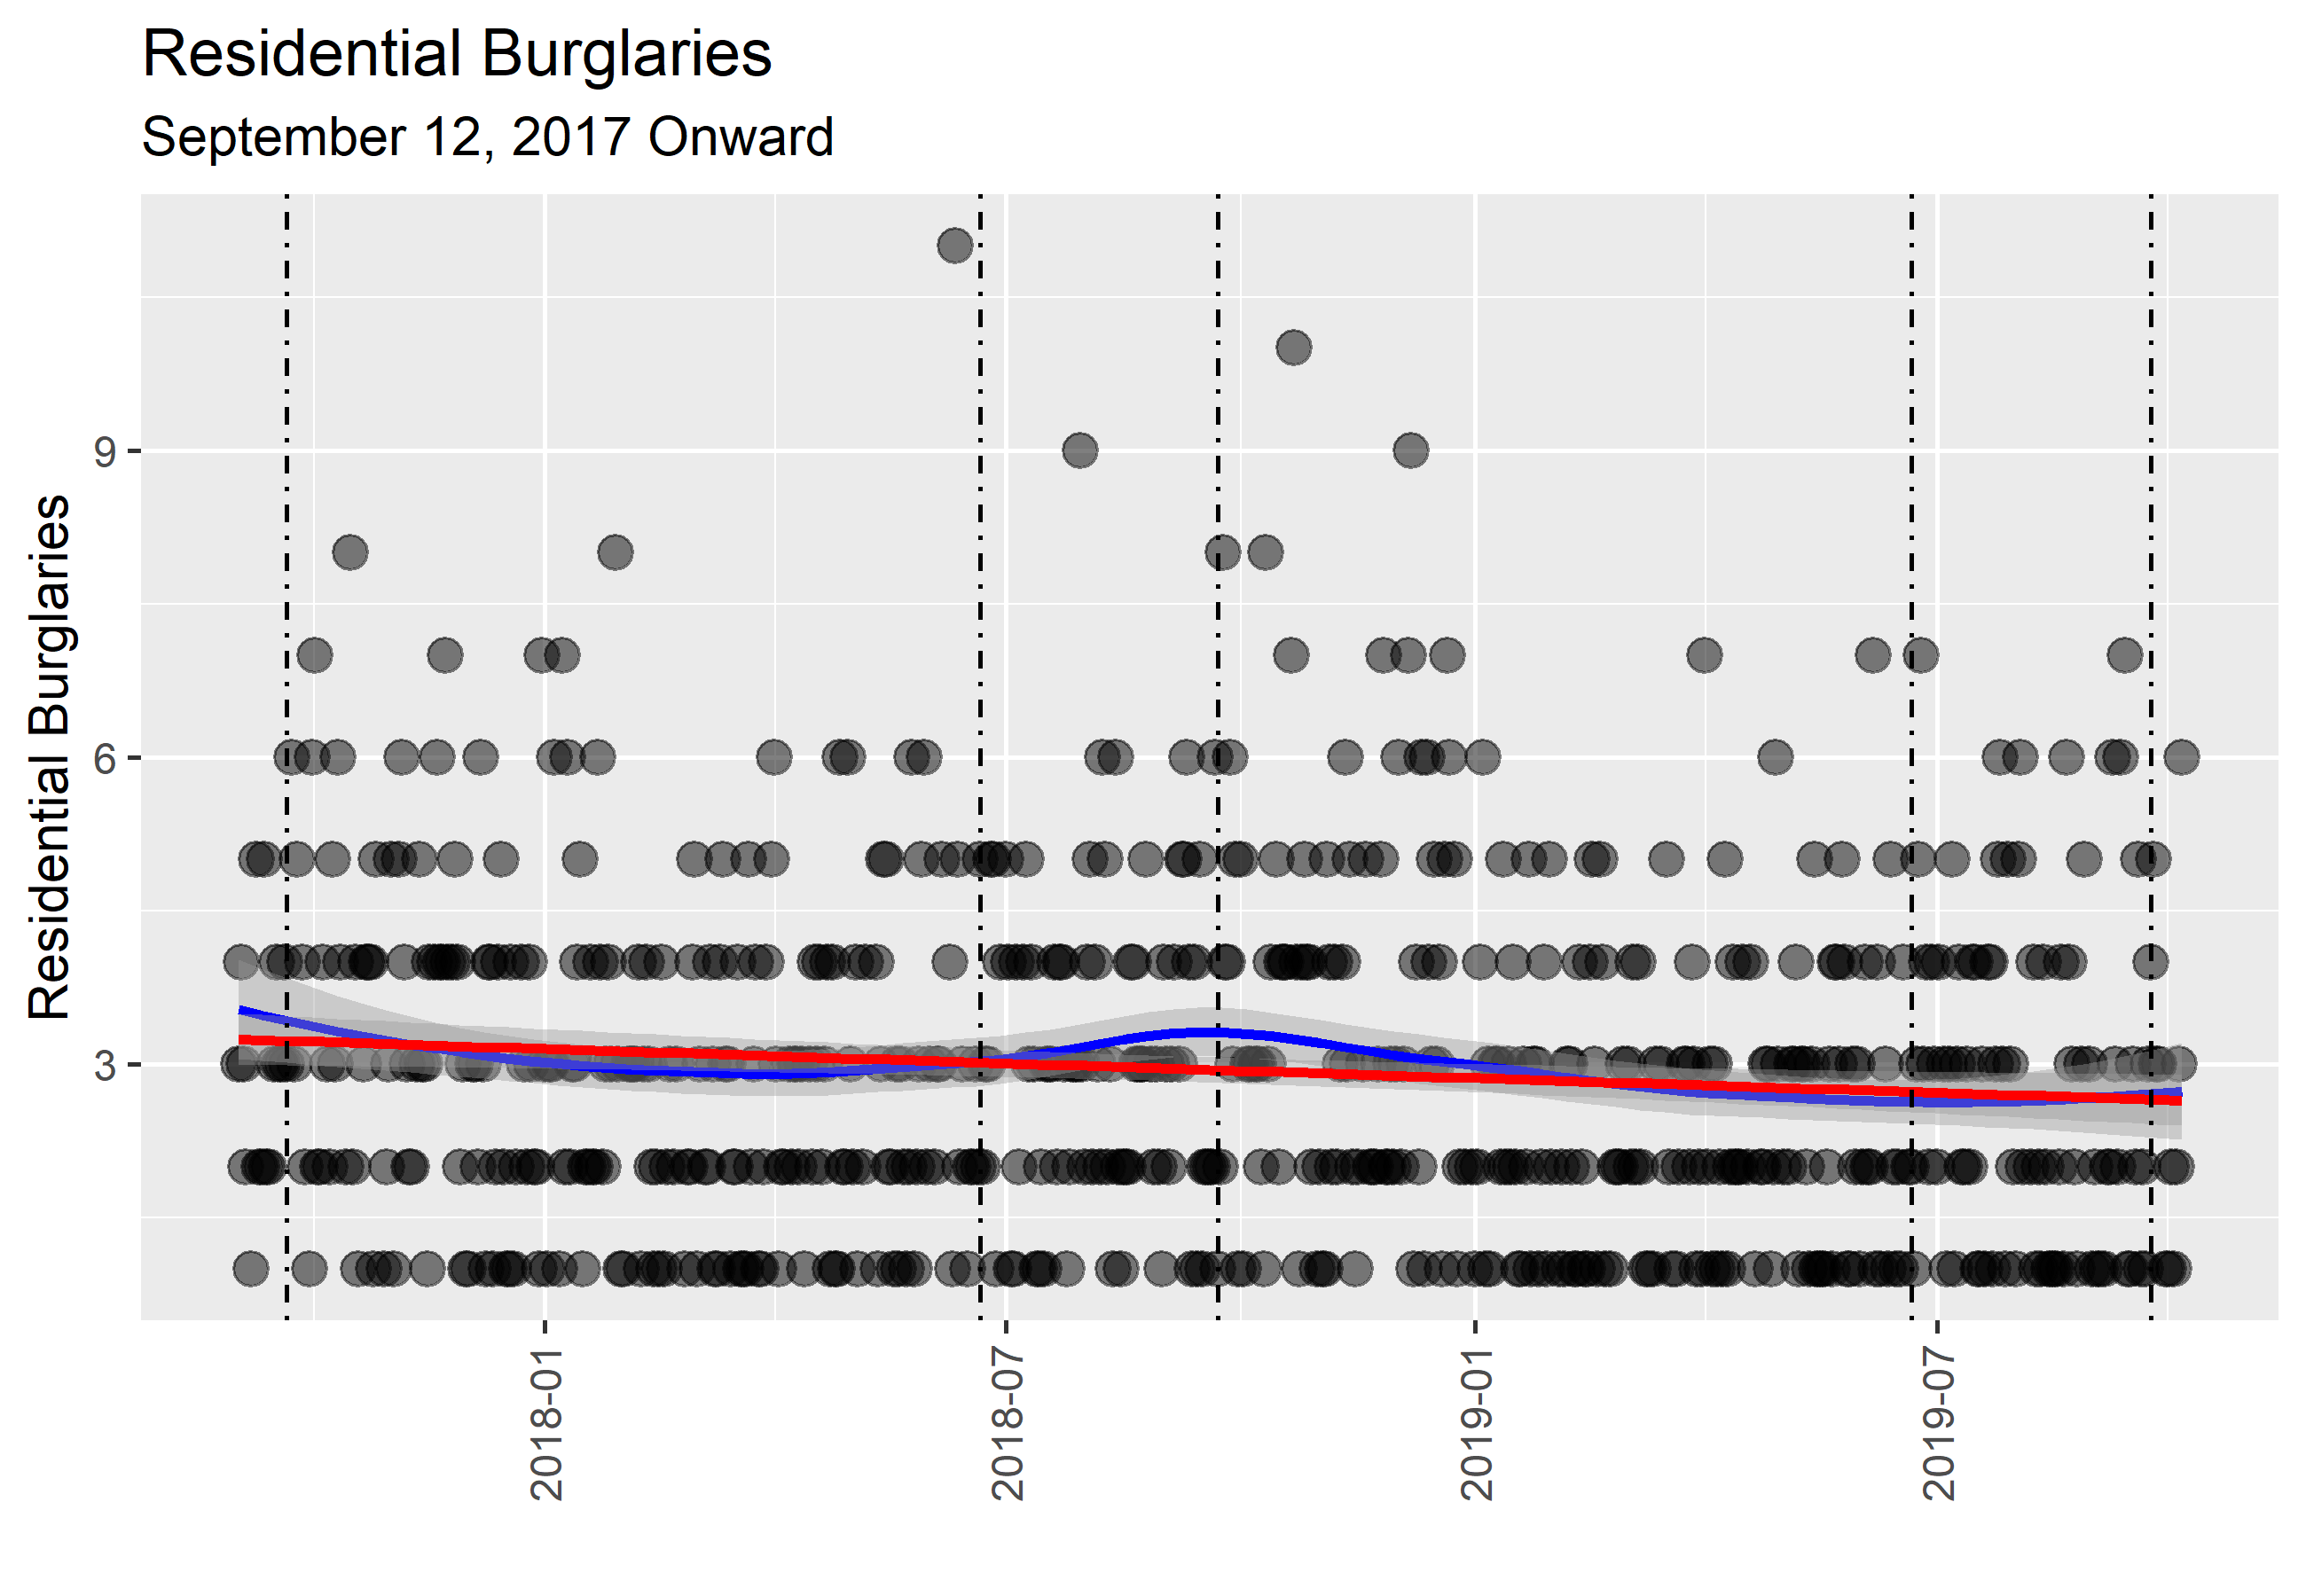 Residential Burglaries
September 12, 2017 Onward
Residential Burglaries
9
6
3
2018-01
2018-07
2019-01
2019-07